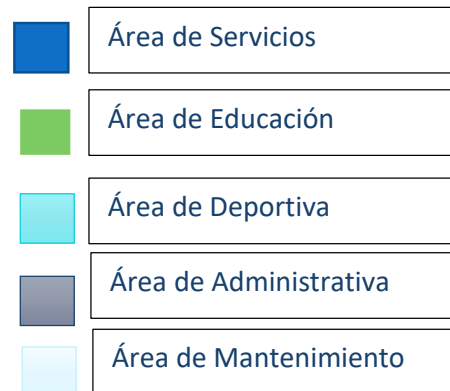 Área de Servicios
Área de Educación
Área de Deportiva
Área de Administrativa
Área de Mantenimiento